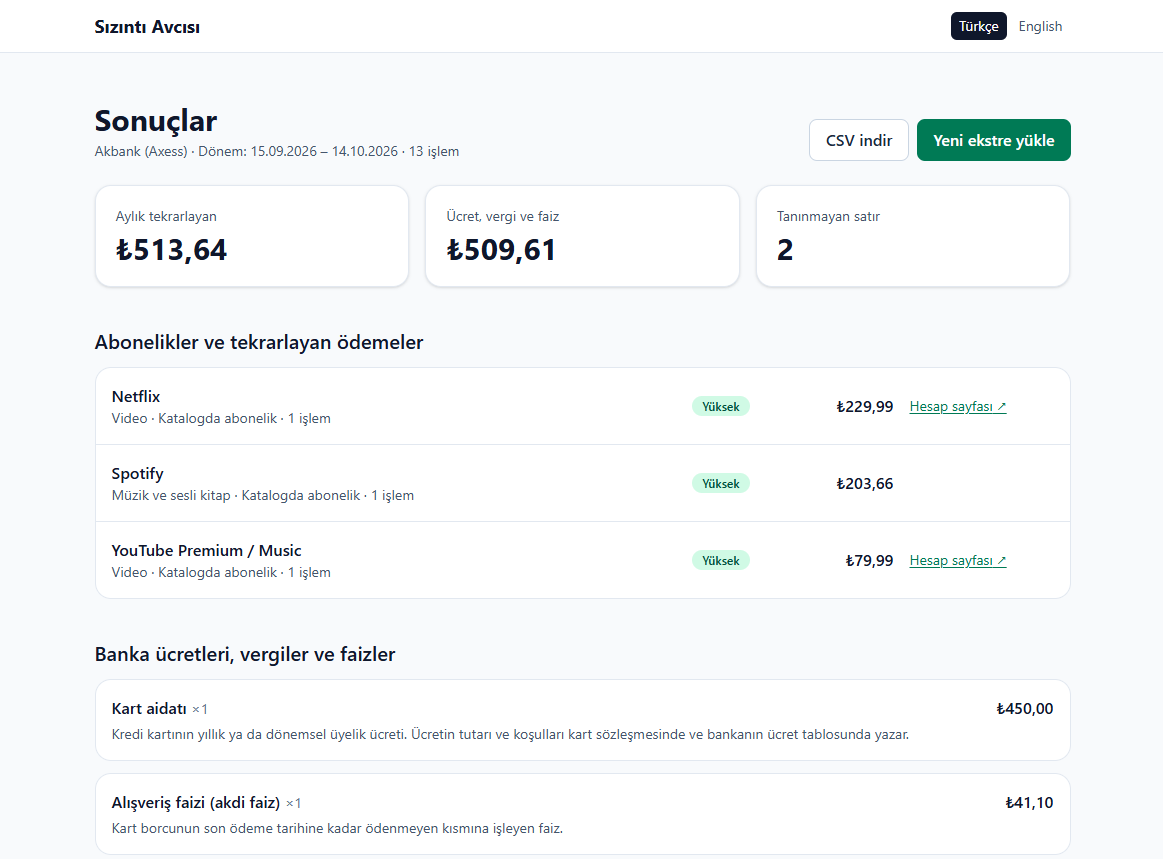 Sızıntı Avcısı
Türkçe English
Sonuçlar
Akbank (Axess) · Dönem: 15.09.2026 – 14.10.2026 · 13 işlem
CSV indir
Yeni ekstre yükle
Aylık tekrarlayan
₺513,64
Ücret, vergi ve faiz
₺509,61
Tanınmayan satır
2
Abonelikler ve tekrarlayan ödemeler
Netflix
Video · Katalogda abonelik · 1 işlem
Yüksek
₺229,99
Hesap sayfası ↗
Spotify
Müzik ve sesli kitap · Katalogda abonelik · 1 işlem
Yüksek
₺203,66
YouTube Premium / Music
Video · Katalogda abonelik · 1 işlem
Yüksek
₺79,99
Hesap sayfası ↗
Banka ücretleri, vergiler ve faizler
Kart aidatı ×1
₺450,00
Kredi kartının yıllık ya da dönemsel üyelik ücreti. Ücretin tutarı ve koşulları kart sözleşmesinde ve bankanın ücret tablosunda yazar.
Alışveriş faizi (akdi faiz) ×1
₺41,10
Kart borcunun son ödeme tarihine kadar ödenmeyen kısmına işleyen faiz.